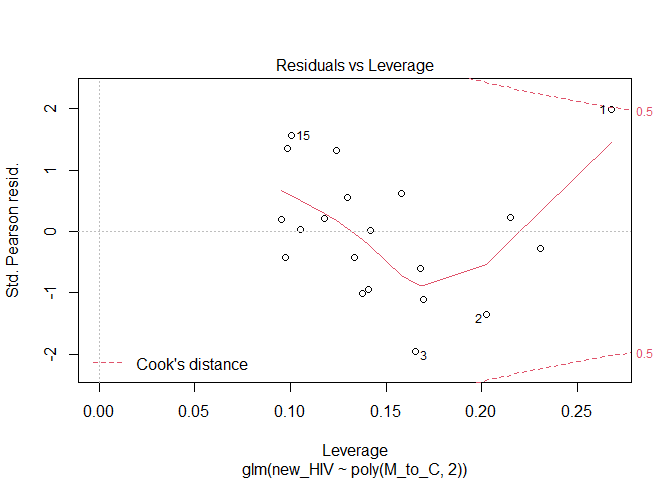 Residuals vs Leverage
Std. Pearson resid.
2
1
0
-1
-2
0.5
0.5
1
15
2
3
Cook's distance
0.00 0.05 0.10 0.15 0.20 0.25
Leverage
glm(new_HIV ~ poly(M_to_C, 2))